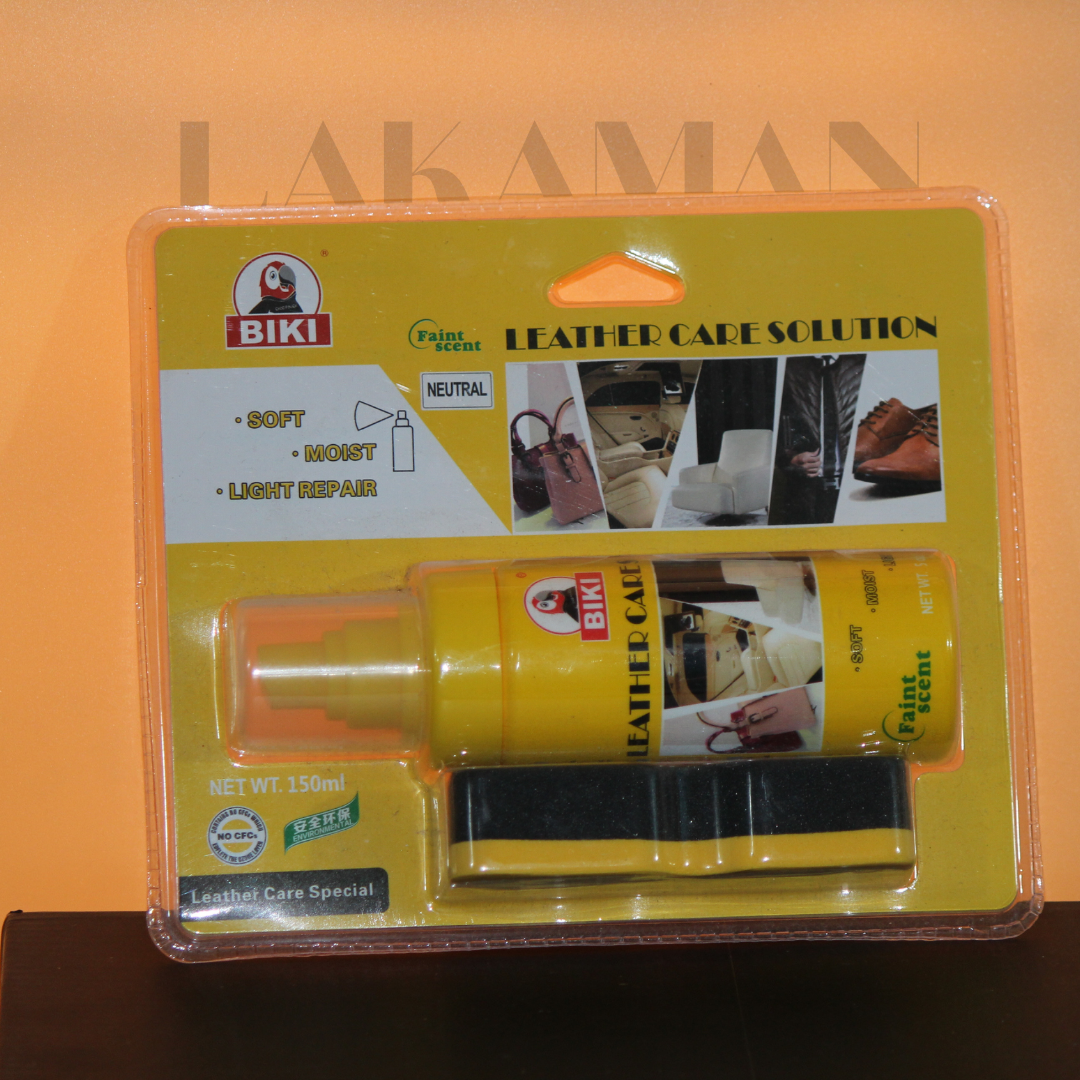 LAKAMAN
BIKI
®
Faint
scent
LEATHER CARE SOLUTION
NEUTRAL
· SOFT
· MOIST
· LIGHT REPAIR
BIKI
LEATHER CARE
· SOFT
· MOIST
NET WT.
Faint
scent
NET WT. 150ml
NO CFCs
安全环保
ENVIRONMENTAL
Leather Care Special